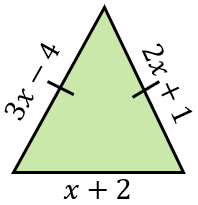 3x − 4
2x + 1
x + 2